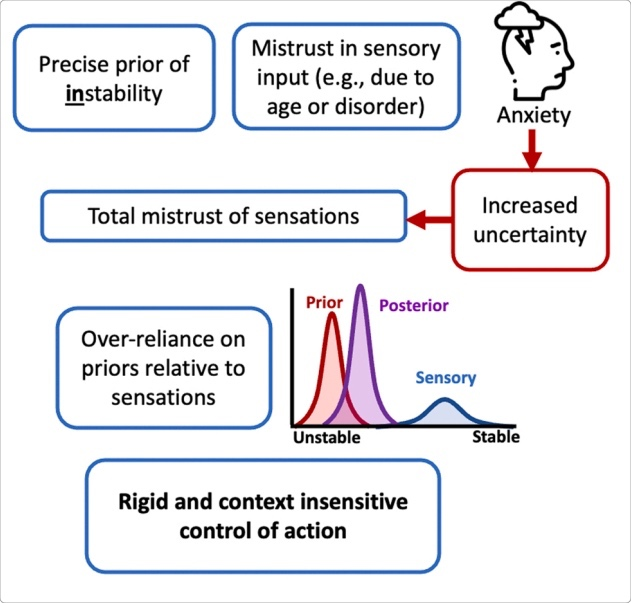 Precise prior of
instability
Mistrust in sensory
input (e.g., due to
age or disorder)
Anxiety
Total mistrust of sensations
Increased
uncertainty
Over-reliance on
priors relative to
sensations
Prior
Posterior
Sensory
Unstable
Stable
Rigid and context insensitive
control of action